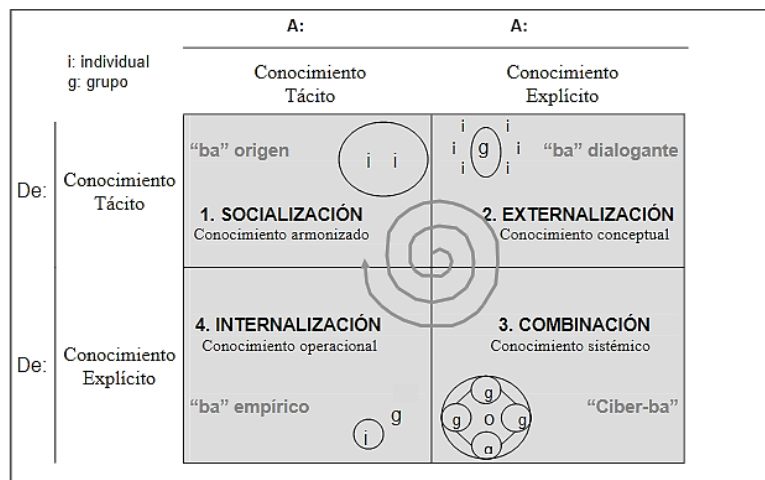 A: A:
i: individual
g: grupo
Conocimiento Tácito
Conocimiento Explícito
De:
Conocimiento Tácito
"ba" origen
i i
1. SOCIALIZACIÓN
Conocimiento armonizado
i i
i g i
i i
"ba" dialogante
2. EXTERNALIZACIÓN
Conocimiento conceptual
De:
Conocimiento Explícito
4. INTERNALIZACIÓN
Conocimiento operacional
"ba" empírico
g
i
3. COMBINACIÓN
Conocimiento sistémico
g
g o g
g
"Ciber-ba"